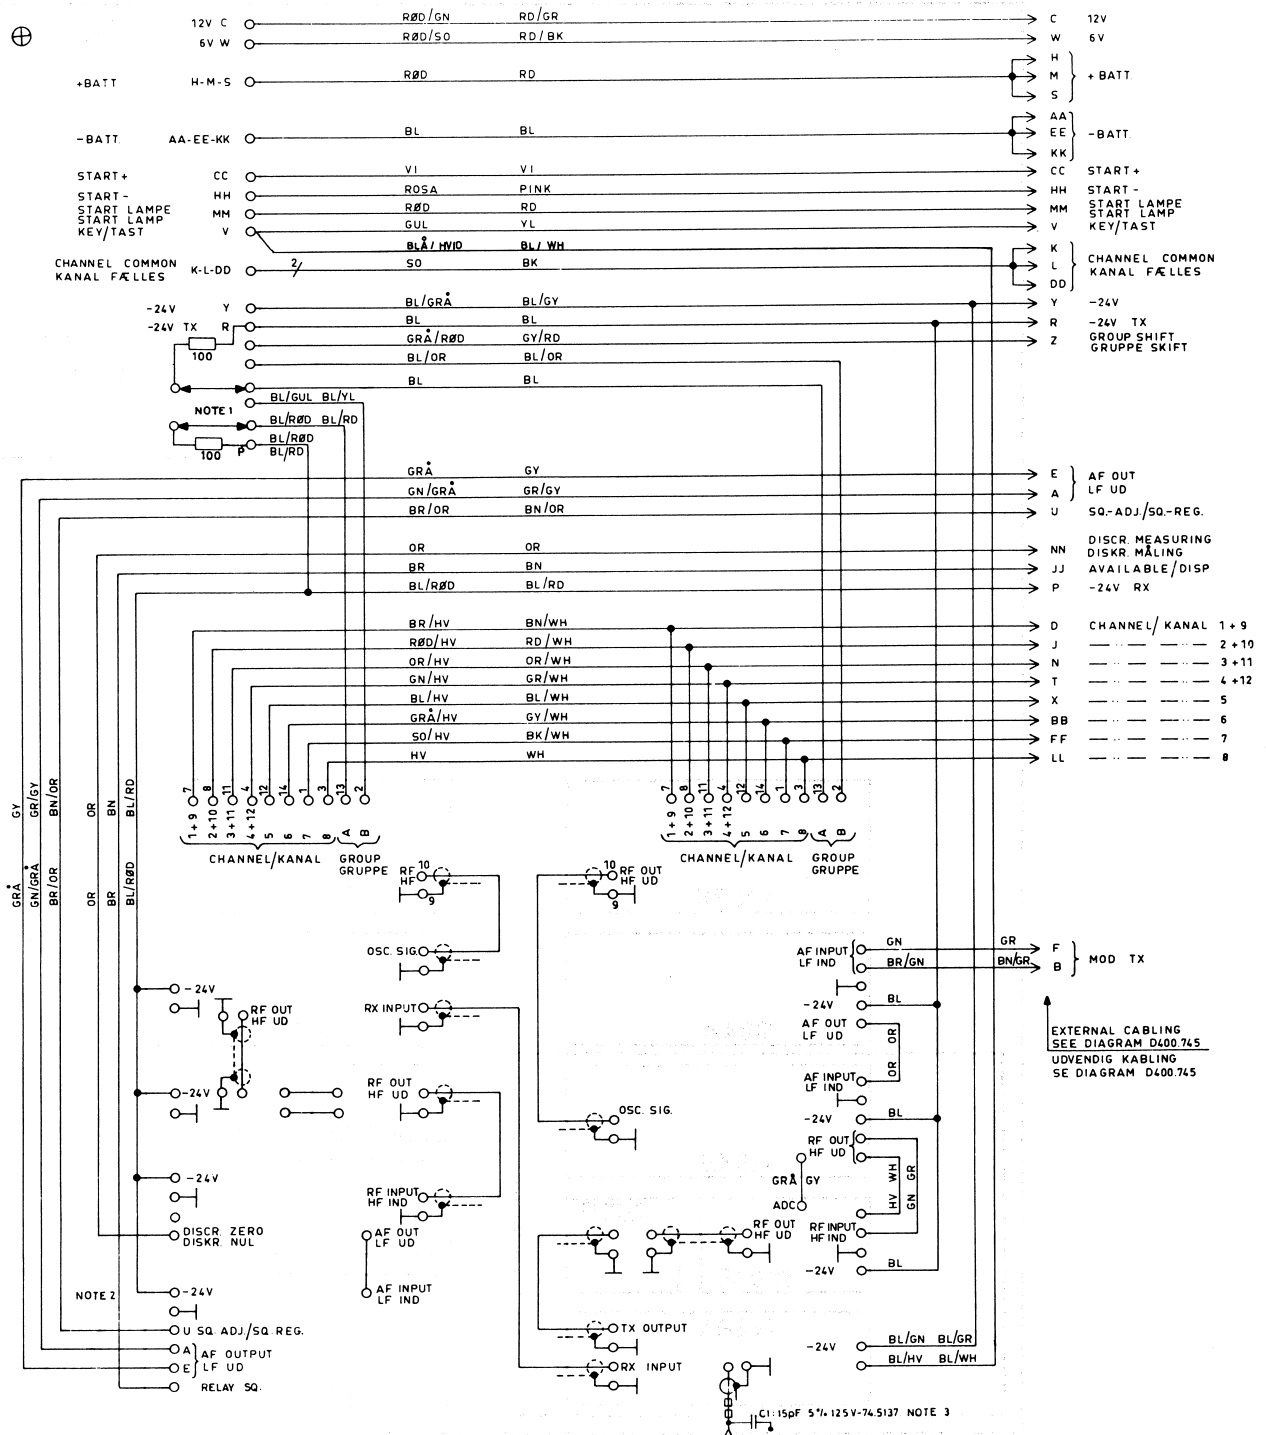 12V C RØD/GN RD/GR C 12V
6V W RØD/SO RD/BK W 6V
H
+BATT H-M-S RØD RD M + BATT.
S
AA
-BATT. AA-EE-KK BL BL EE -BATT.
KK
START+ CC VI VI CC START+
START- HH ROSA PINK HH START-
START LAMPE START LAMPE
START LAMP MM RØD RD MM START LAMP
KEY/TAST V GUL YL V KEY/TAST
BLÅ/HVID BL/WH K
CHANNEL COMMON K-L-DD 2 SO BK L CHANNEL COMMON
KANAL FÆLLES KANAL FÆLLES
DD
-24V Y BL/GRÅ BL/GY Y -24V
-24V TX R BL BL R -24V TX
100 GRÅ/RØD GY/RD Z GROUP SHIFT
GRUPPE SKIFT
BL/OR BL/OR
BL BL
BL/GUL BL/YL
NOTE 1
BL/RØD BL/RD
BL/RØD
100 P BL/RD
GRÅ GY E AF OUT
GN/GRÅ GR/GY A LF UD
BR/OR BN/OR U SQ.-ADJ./SQ.-REG.
DISCR. MEASURING
OR OR NN DISKR. MÅLING
BR BN JJ AVAILABLE/DISP
BL/RØD BL/RD P -24V RX
BR/HV BN/WH D CHANNEL/KANAL 1+9
RØD/HV RD/WH J 2+10
OR/HV OR/WH N 3+11
GN/HV GR/WH T 4+12
BL/HV BL/WH X 5
GRÅ/HV GY/WH BB 6
SO/HV BK/WH FF 7
HV WH LL 8
GY GR/GY BN/OR OR BN BL/RD
GRÅ GN/GRÅ BR/OR OR BR BL/RØD
7 8 11 4 12 14 1 3 13 2
1+9 2+10 3+11 4+12 5 6 7 8 A B
CHANNEL/KANAL GROUP
GRUPPE
7 8 11 4 12 14 1 3 13 2
1+9 2+10 3+11 4+12 5 6 7 8 A B
CHANNEL/KANAL GROUP
GRUPPE
RF 10
HF
9
10 RF OUT
HF UD
9
OSC. SIG.
RX INPUT
RF OUT
HF UD
RF INPUT
HF IND
AF OUT
LF UD
AF INPUT
LF IND
-24V
RF OUT
HF UD
-24V
-24V
DISCR. ZERO
DISKR. NUL
NOTE 2
-24V
U SQ. ADJ./SQ. REG.
A AF OUTPUT
E LF UD
RELAY SQ.
OSC. SIG.
RF OUT
HF UD
TX OUTPUT
RX INPUT
AF INPUT GN GR F
LF IND BR/GN BN/GR B
MOD TX
-24V BL
AF OUT
LF UD
OR OR
AF INPUT
LF IND
-24V BL
RF OUT
HF UD
GRÅ GY
HV WH
GN GR
ADC
RF INPUT
HF IND
-24V BL
-24V BL/GN BL/GR
BL/HV BL/WH
EXTERNAL CABLING
SEE DIAGRAM D400.745
UDVENDIG KABLING
SE DIAGRAM D400.745
C1:15pF 5% 125V-74.5137 NOTE 3